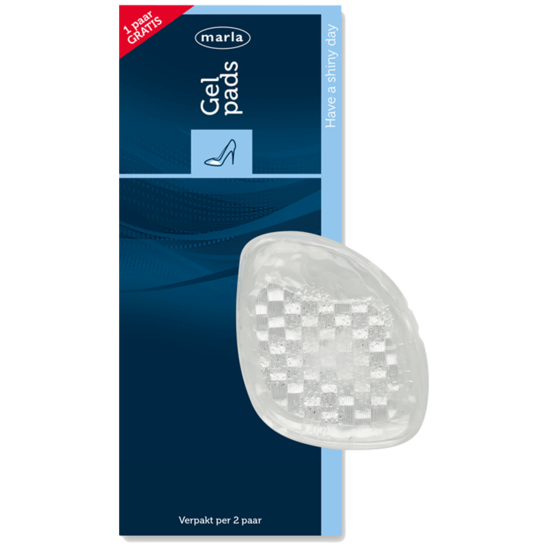 1 paar
GRATIS
marla
Gel
pads
Have a shiny day
Verpakt per 2 paar